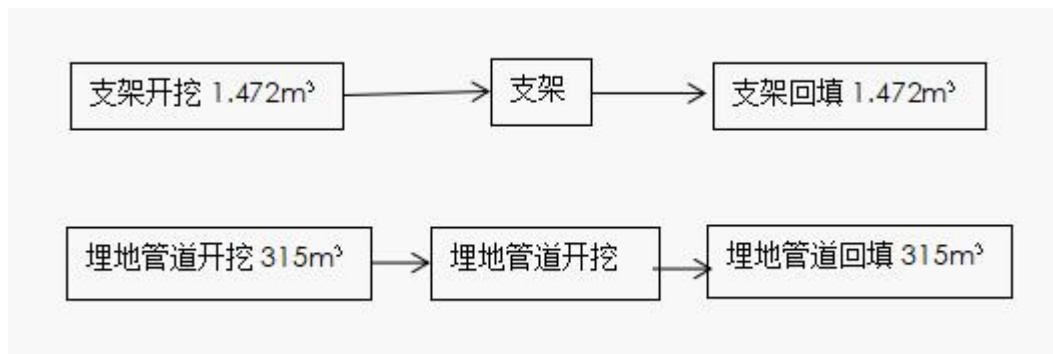 支架开挖 1.472m³
支架
支架回填 1.472m³
埋地管道开挖 315m³
埋地管道开挖
埋地管道回填 315m³